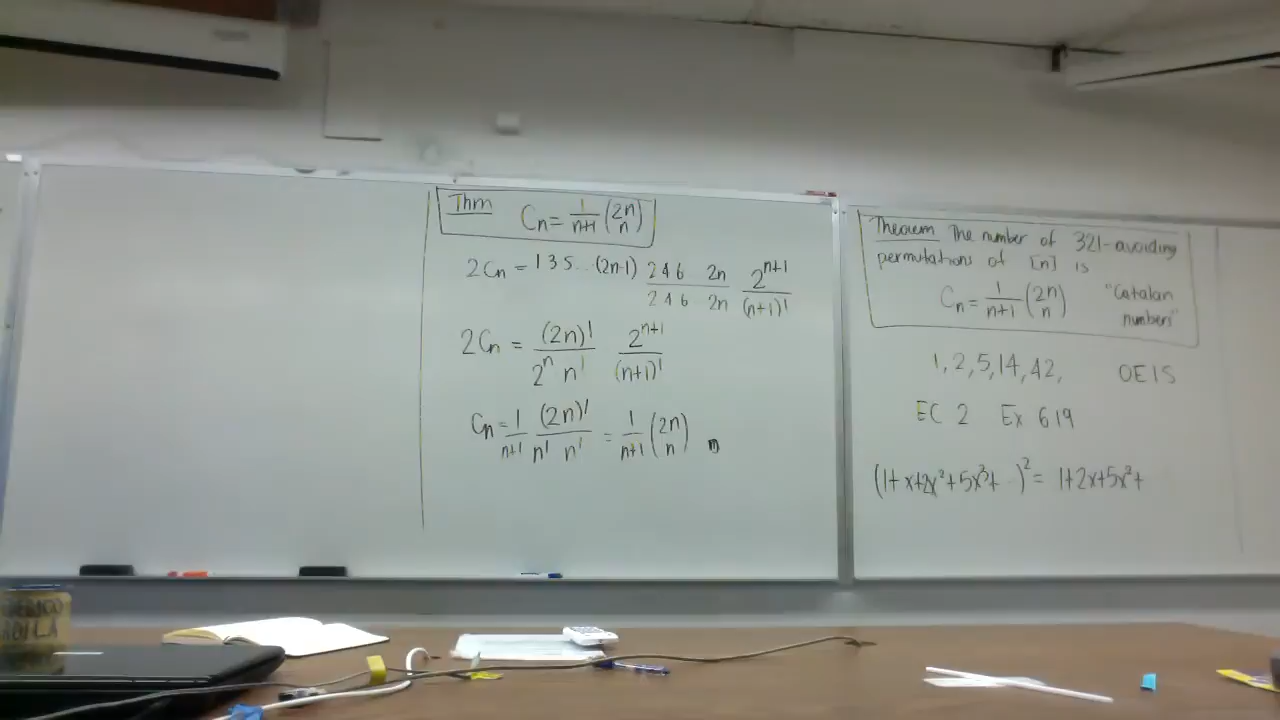 Thm Cn = 1/(n+1) (2n n)
2Cn = 1 3 5 ... (2n-1) (2 4 6 2n)/(2 4 6 2n) 2^(n+1)/(n+1)!
2Cn = (2n)!/(2^n n!) 2^(n+1)/(n+1)!
Cn = 1/(n+1) (2n)!/(n! n!) = 1/(n+1) (2n n)
Theorem The number of 321-avoiding
permutations of [n] is
Cn = 1/(n+1) (2n n) "Catalan
numbers"
1, 2, 5, 14, 42, OEIS
EC 2 Ex 6 19
(1+x+2x²+5x³+ ..)² = 1+2x+5x²+